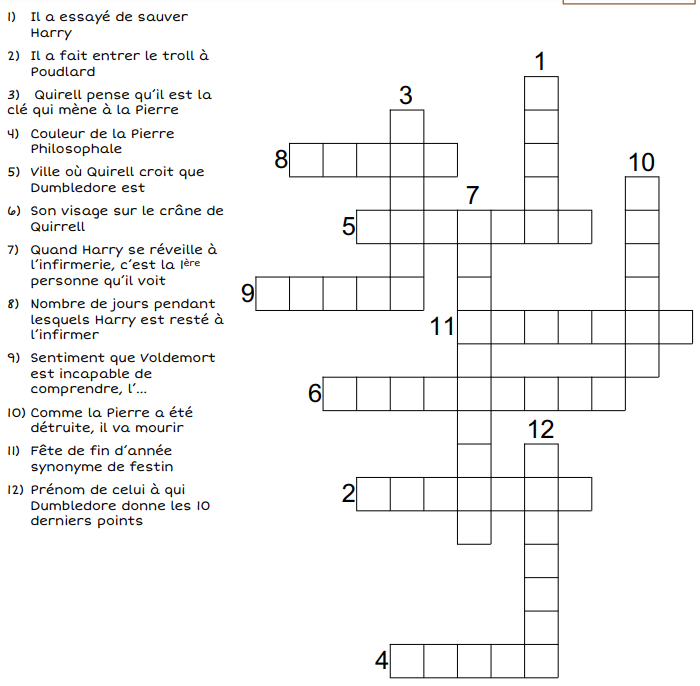 1) Il a essayé de sauver
Harry
2) Il a fait entrer le troll à
Poudlard
3) Quirell pense qu'il est la
clé qui mène à la Pierre
4) Couleur de la Pierre
Philosophale
5) Ville où Quirell croit que
Dumbledore est
6) Son visage sur le crâne de
Quirrell
7) Quand Harry se réveille à
l'infirmerie, c'est la 1ère
personne qu'il voit
8) Nombre de jours pendant
lesquels Harry est resté à
l'infirmer
9) Sentiment que Voldemort
est incapable de
comprendre, l'...
10) Comme la Pierre a été
détruite, il va mourir
11) Fête de fin d'année
synonyme de festin
12) Prénom de celui à qui
Dumbledore donne les 10
derniers points
1
3
8
10
7
5
9
11
6
12
2
4